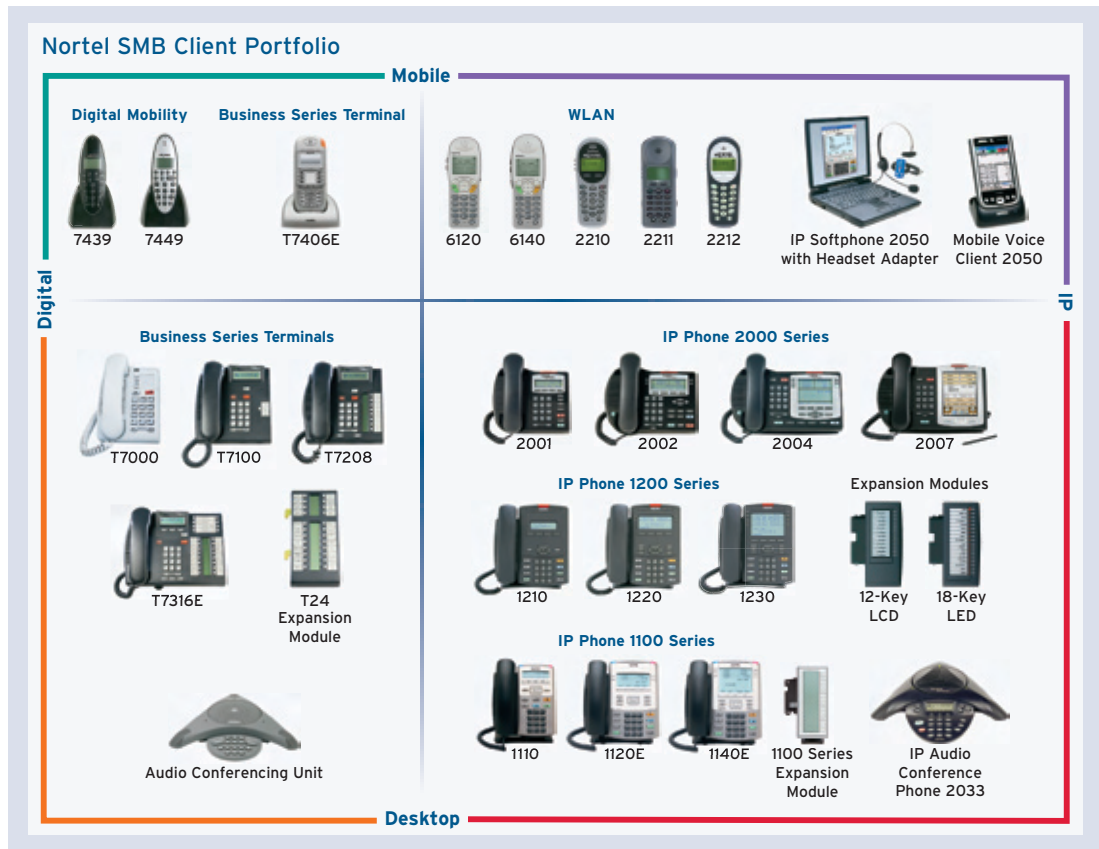 Nortel SMB Client Portfolio
Mobile
Digital Mobility
Business Series Terminal
WLAN
7439
7449
T7406E
6120
6140
2210
2211
2212
IP Softphone 2050
with Headset Adapter
Mobile Voice
Client 2050
Digital
IP
Business Series Terminals
IP Phone 2000 Series
T7000
T7100
T7208
2001
2002
2004
2007
IP Phone 1200 Series
Expansion Modules
T7316E
T24
Expansion
Module
1210
1220
1230
12-Key
LCD
18-Key
LED
IP Phone 1100 Series
Audio Conferencing Unit
1110
1120E
1140E
1100 Series
Expansion
Module
IP Audio
Conference
Phone 2033
Desktop